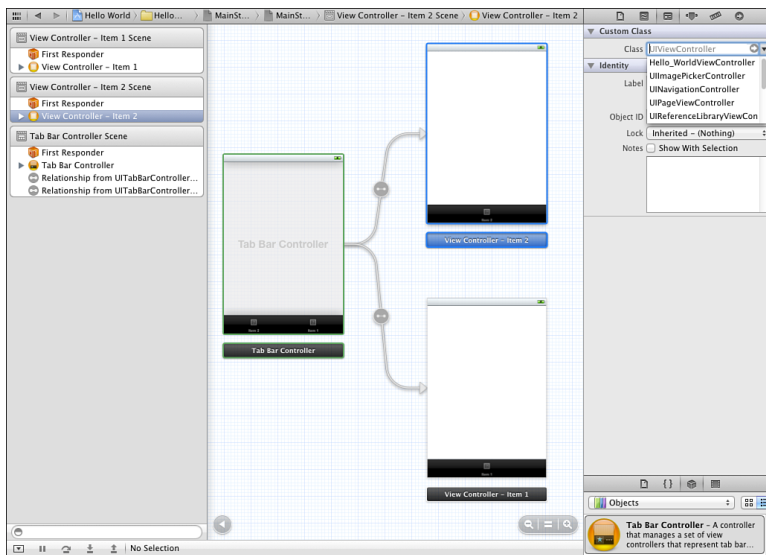 Hello World
Hello...
MainSt...
MainSt...
View Controller – Item 2 Scene
View Controller – Item 2
View Controller – Item 1 Scene
First Responder
View Controller – Item 1
View Controller – Item 2 Scene
First Responder
View Controller – Item 2
Tab Bar Controller Scene
First Responder
Tab Bar Controller
Relationship from UITabBarController...
Relationship from UITabBarController...
Tab Bar Controller
Tab Bar Controller
View Controller – Item 2
View Controller – Item 1
Custom Class
Class UIViewController
Hello_WorldViewController
UIImagePickerController
UINavigationController
UIPageViewController
UIReferenceLibraryViewCon
Identity
Label
Object ID
Lock Inherited – (Nothing)
Notes Show With Selection
{}
Objects
Tab Bar Controller – A controller
that manages a set of view
controllers that represent tab bar...
No Selection